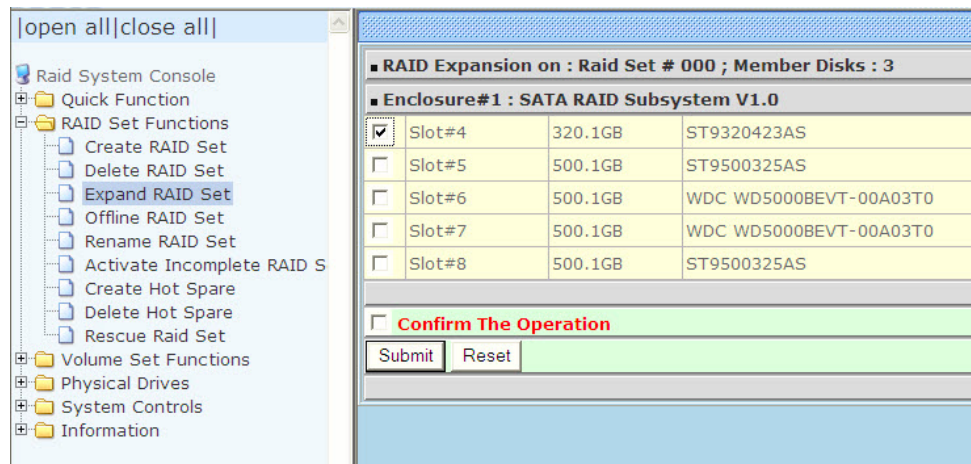 |open all|close all|
Raid System Console
Quick Function
RAID Set Functions
Create RAID Set
Delete RAID Set
Expand RAID Set
Offline RAID Set
Rename RAID Set
Activate Incomplete RAID S
Create Hot Spare
Delete Hot Spare
Rescue Raid Set
Volume Set Functions
Physical Drives
System Controls
Information
RAID Expansion on : Raid Set # 000 ; Member Disks : 3
Enclosure#1 : SATA RAID Subsystem V1.0
Slot#4 320.1GB ST9320423AS
Slot#5 500.1GB ST9500325AS
Slot#6 500.1GB WDC WD5000BEVT-00A03T0
Slot#7 500.1GB WDC WD5000BEVT-00A03T0
Slot#8 500.1GB ST9500325AS
Confirm The Operation
Submit Reset